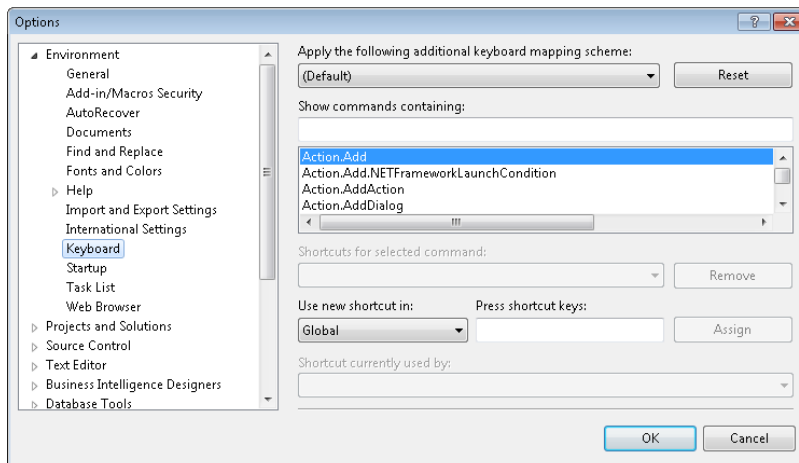 Options
Environment
General
Add-in/Macros Security
AutoRecover
Documents
Find and Replace
Fonts and Colors
Help
Import and Export Settings
International Settings
Keyboard
Startup
Task List
Web Browser
Projects and Solutions
Source Control
Text Editor
Business Intelligence Designers
Database Tools
Apply the following additional keyboard mapping scheme:
(Default)
Reset
Show commands containing:
Action.Add
Action.Add.NETFrameworkLaunchCondition
Action.AddAction
Action.AddDialog
Shortcuts for selected command:
Remove
Use new shortcut in:
Press shortcut keys:
Global
Assign
Shortcut currently used by:
OK
Cancel